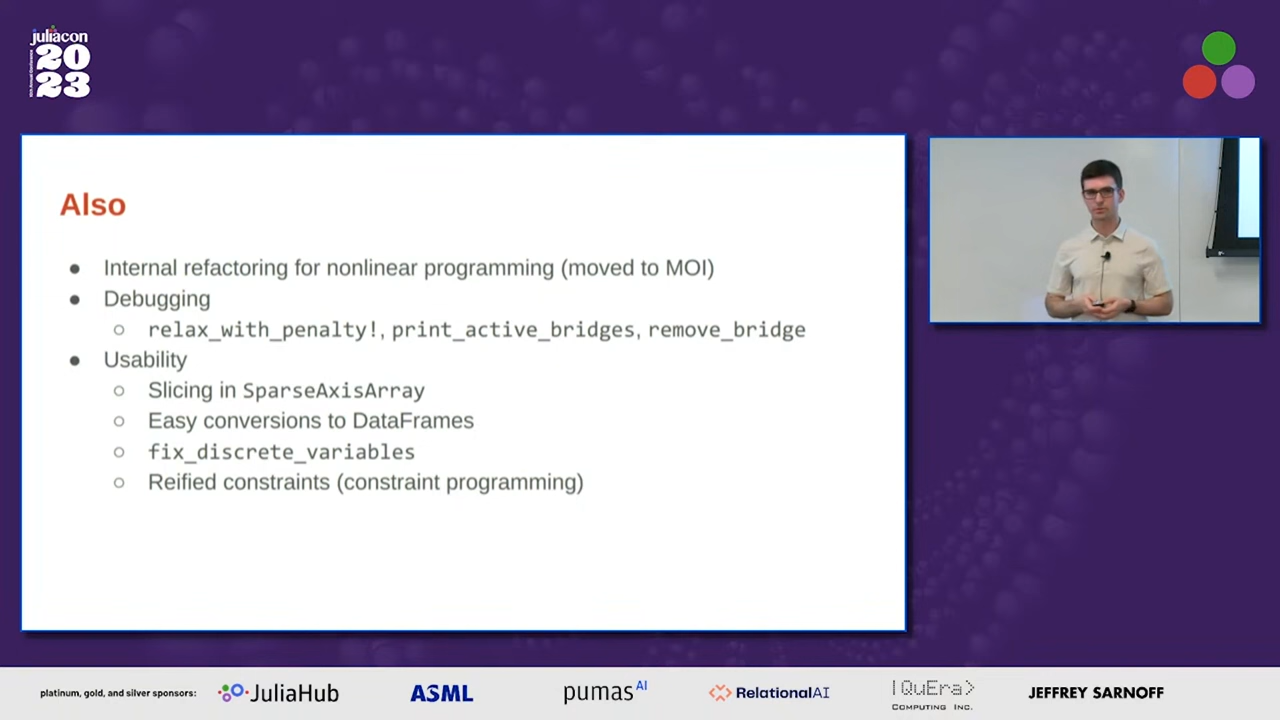 juliacon
2023
Also
● Internal refactoring for nonlinear programming (moved to MOI)
● Debugging
○ relax_with_penalty!, print_active_bridges, remove_bridge
● Usability
○ Slicing in SparseAxisArray
○ Easy conversions to DataFrames
○ fix_discrete_variables
○ Reified constraints (constraint programming)
platinum, gold, and silver sponsors: JuliaHub ASML pumasAI RelationalAI |QuEra> COMPUTING INC. JEFFREY SARNOFF